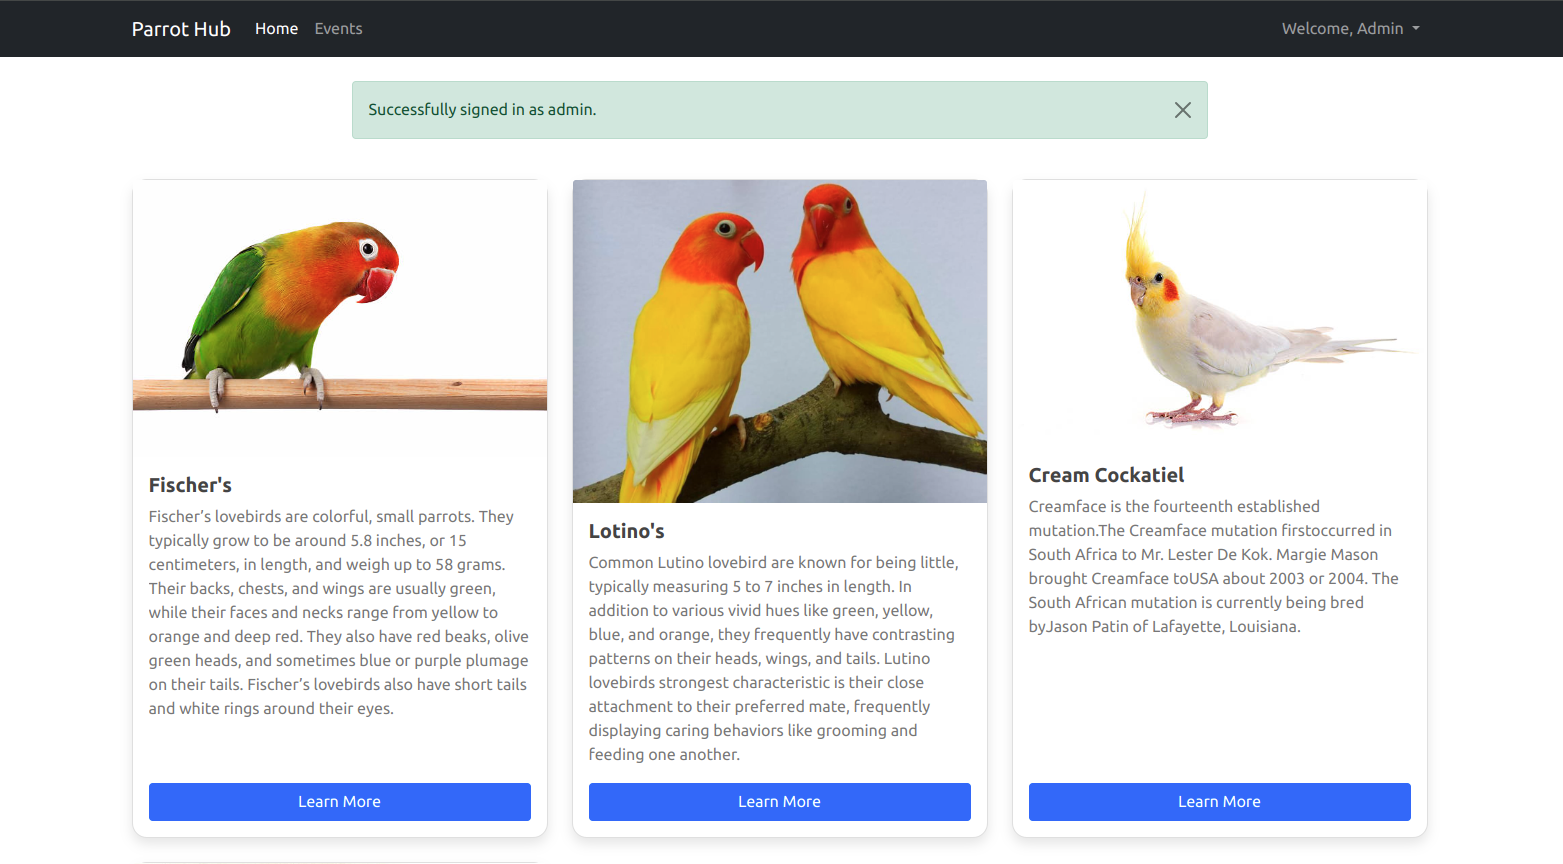 Parrot Hub Home Events Welcome, Admin
Successfully signed in as admin.
Fischer's
Fischer’s lovebirds are colorful, small parrots. They
typically grow to be around 5.8 inches, or 15
centimeters, in length, and weigh up to 58 grams.
Their backs, chests, and wings are usually green,
while their faces and necks range from yellow to
orange and deep red. They also have red beaks, olive
green heads, and sometimes blue or purple plumage
on their tails. Fischer’s lovebirds also have short tails
and white rings around their eyes.
Learn More
Lotino's
Common Lutino lovebird are known for being little,
typically measuring 5 to 7 inches in length. In
addition to various vivid hues like green, yellow,
blue, and orange, they frequently have contrasting
patterns on their heads, wings, and tails. Lutino
lovebirds strongest characteristic is their close
attachment to their preferred mate, frequently
displaying caring behaviors like grooming and
feeding one another.
Learn More
Cream Cockatiel
Creamface is the fourteenth established
mutation.The Creamface mutation firstoccurred in
South Africa to Mr. Lester De Kok. Margie Mason
brought Creamface toUSA about 2003 or 2004. The
South African mutation is currently being bred
byJason Patin of Lafayette, Louisiana.
Learn More